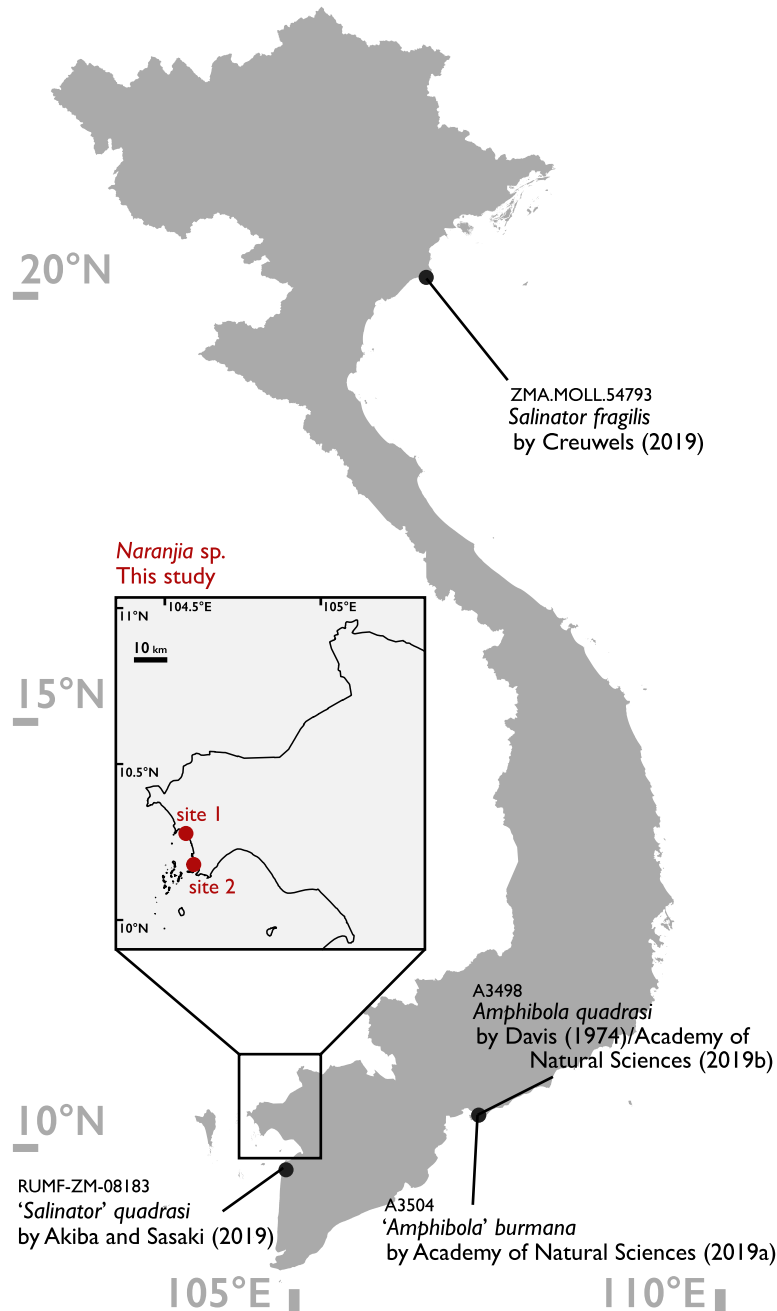 20°N
ZMA.MOLL.54793
Salinator fragilis
by Creuwels (2019)
Naranjia sp.
This study
104.5°E
105°E
11°N
10 km
15°N
10.5°N
site 1
site 2
10°N
A3498
Amphibola quadrasi
by Davis (1974)/Academy of
Natural Sciences (2019b)
10°N
RUMF-ZM-08183
‘Salinator’ quadrasi
by Akiba and Sasaki (2019)
A3504
‘Amphibola’ burmana
by Academy of Natural Sciences (2019a)
105°E
110°E